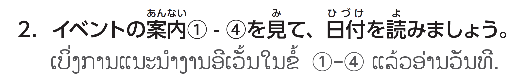 2. イベントの案内① - ④を見て、日付を読みましょう。
ເບິ່ງການແນະນຳງານອີເວັ້ນໃນຂໍ້ ①-④ ແລ້ວອ່ານວັນທີ.